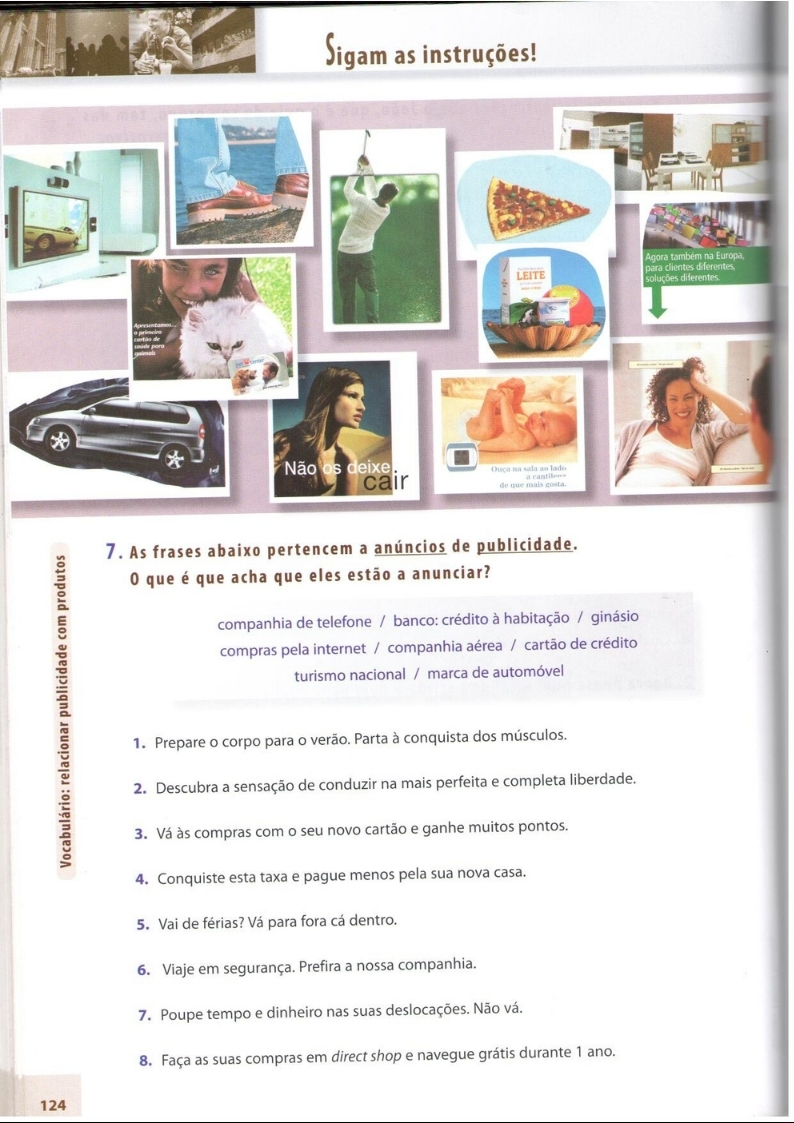 Sigam as instruções!
Agora também na Europa,
para clientes diferentes,
soluções diferentes.
LEITE
Apresentamos...
o primeiro
cartão de
saúde para
animais
Não os deixe
cair
Ouça na sala ao lado
a cantilena
de que mais gosta.
7. As frases abaixo pertencem a anúncios de publicidade.
O que é que acha que eles estão a anunciar?
companhia de telefone / banco: crédito à habitação / ginásio
compras pela internet / companhia aérea / cartão de crédito
turismo nacional / marca de automóvel
Vocabulário: relacionar publicidade com produtos
1. Prepare o corpo para o verão. Parta à conquista dos músculos.
2. Descubra a sensação de conduzir na mais perfeita e completa liberdade.
3. Vá às compras com o seu novo cartão e ganhe muitos pontos.
4. Conquiste esta taxa e pague menos pela sua nova casa.
5. Vai de férias? Vá para fora cá dentro.
6. Viaje em segurança. Prefira a nossa companhia.
7. Poupe tempo e dinheiro nas suas deslocações. Não vá.
8. Faça as suas compras em direct shop e navegue grátis durante 1 ano.
124